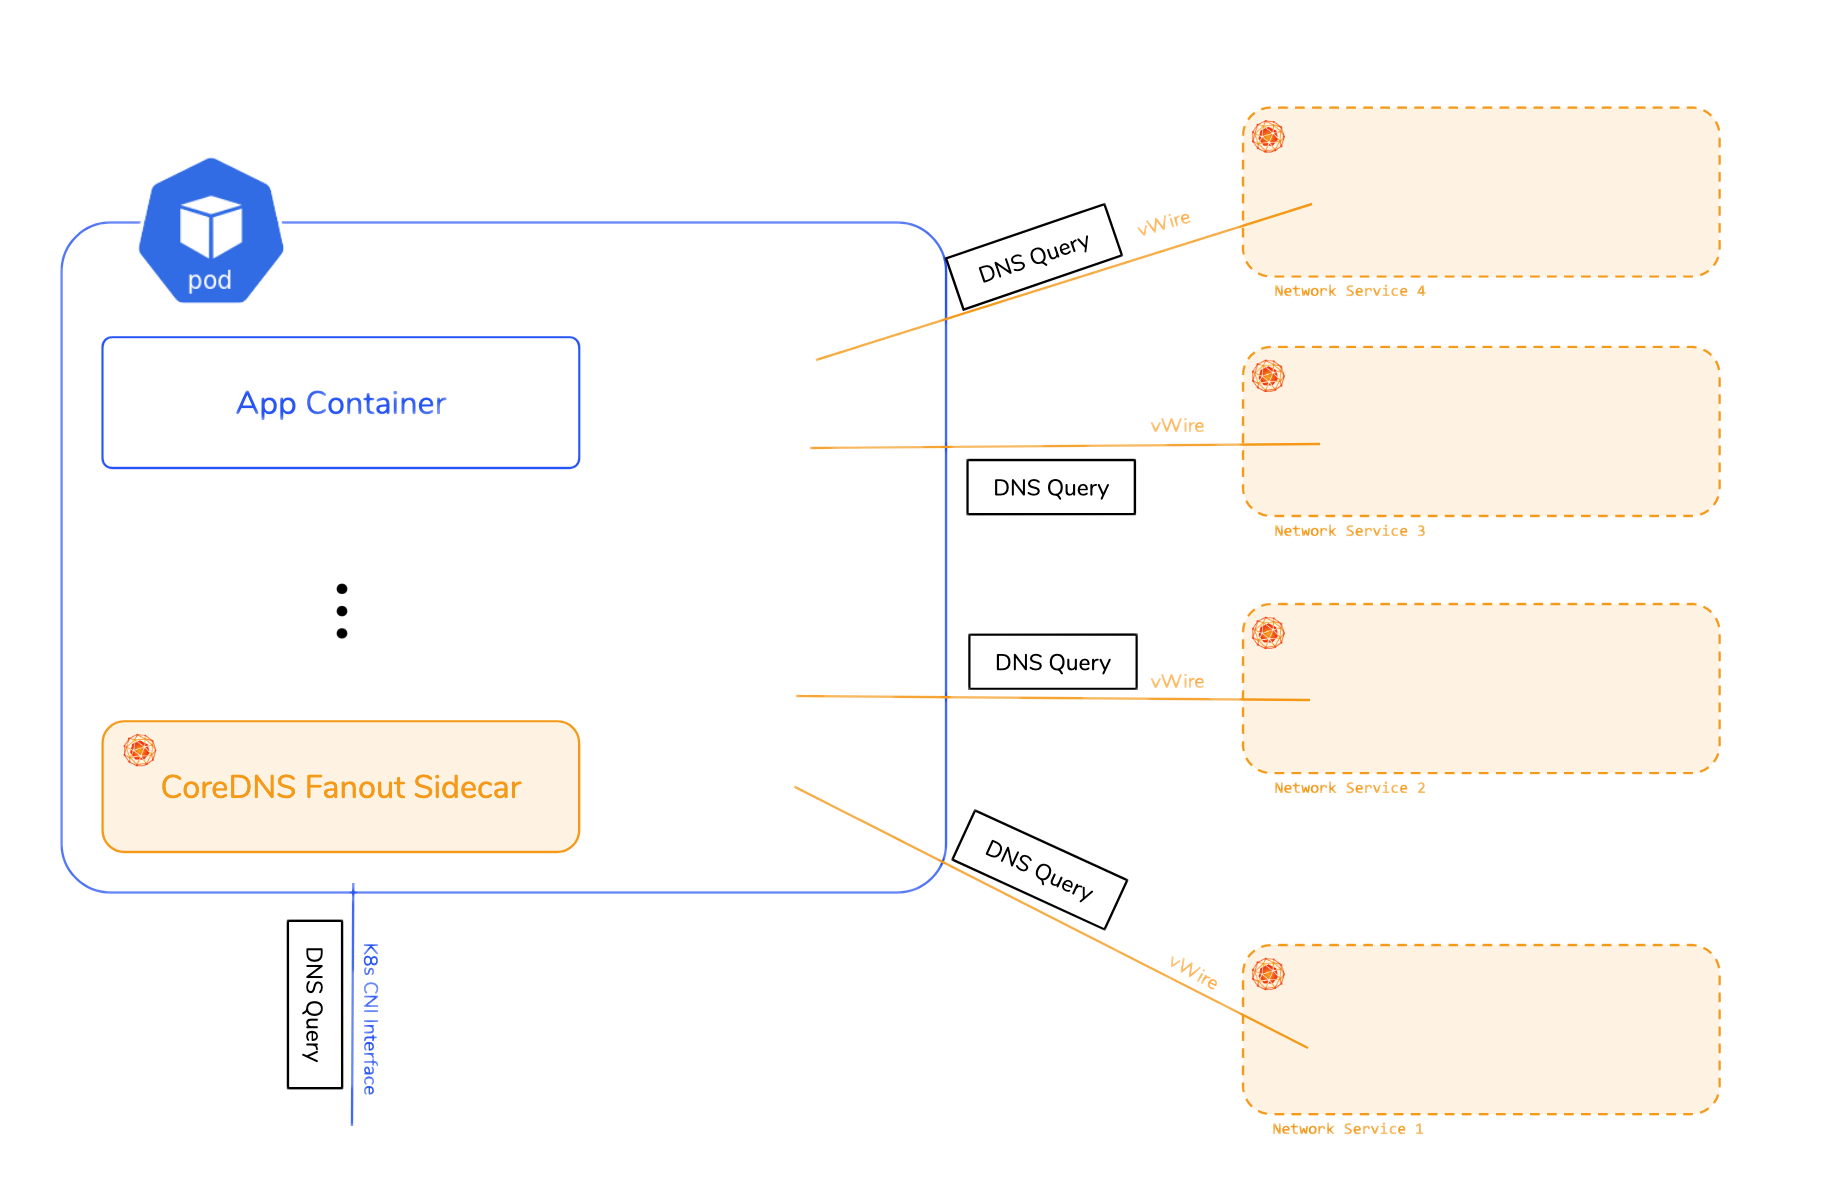 pod
App Container
CoreDNS Fanout Sidecar
DNS Query
K8s CNI Interface
DNS Query
vWire
Network Service 4
vWire
DNS Query
Network Service 3
DNS Query
vWire
Network Service 2
DNS Query
vWire
Network Service 1